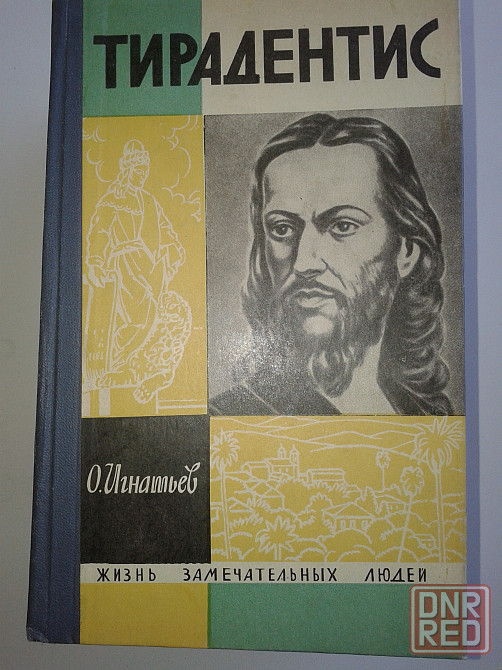 ТИРАДЕНТИС
О. Игнатьев
ЖИЗНЬ ЗАМЕЧАТЕЛЬНЫХ ЛЮДЕЙ
DNR
RED